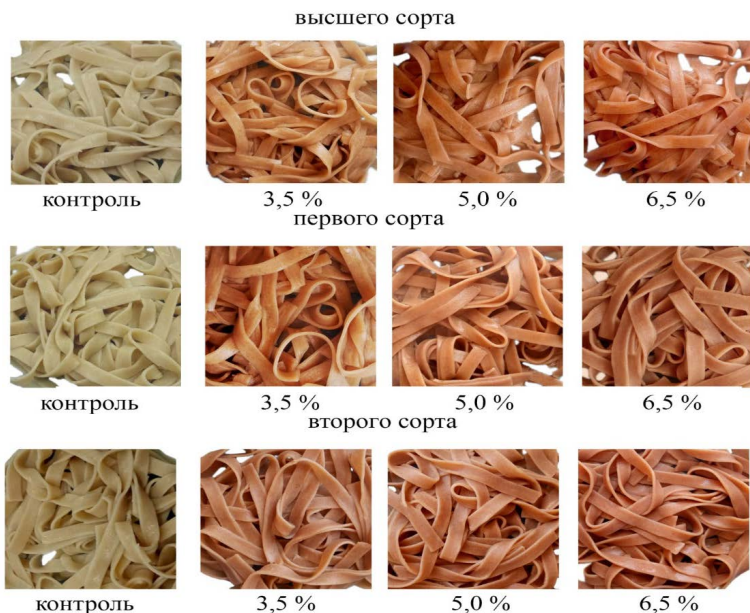 высшего сорта
контроль 3,5 % 5,0 % 6,5 %
первого сорта
контроль 3,5 % 5,0 % 6,5 %
второго сорта
контроль 3,5 % 5,0 % 6,5 %